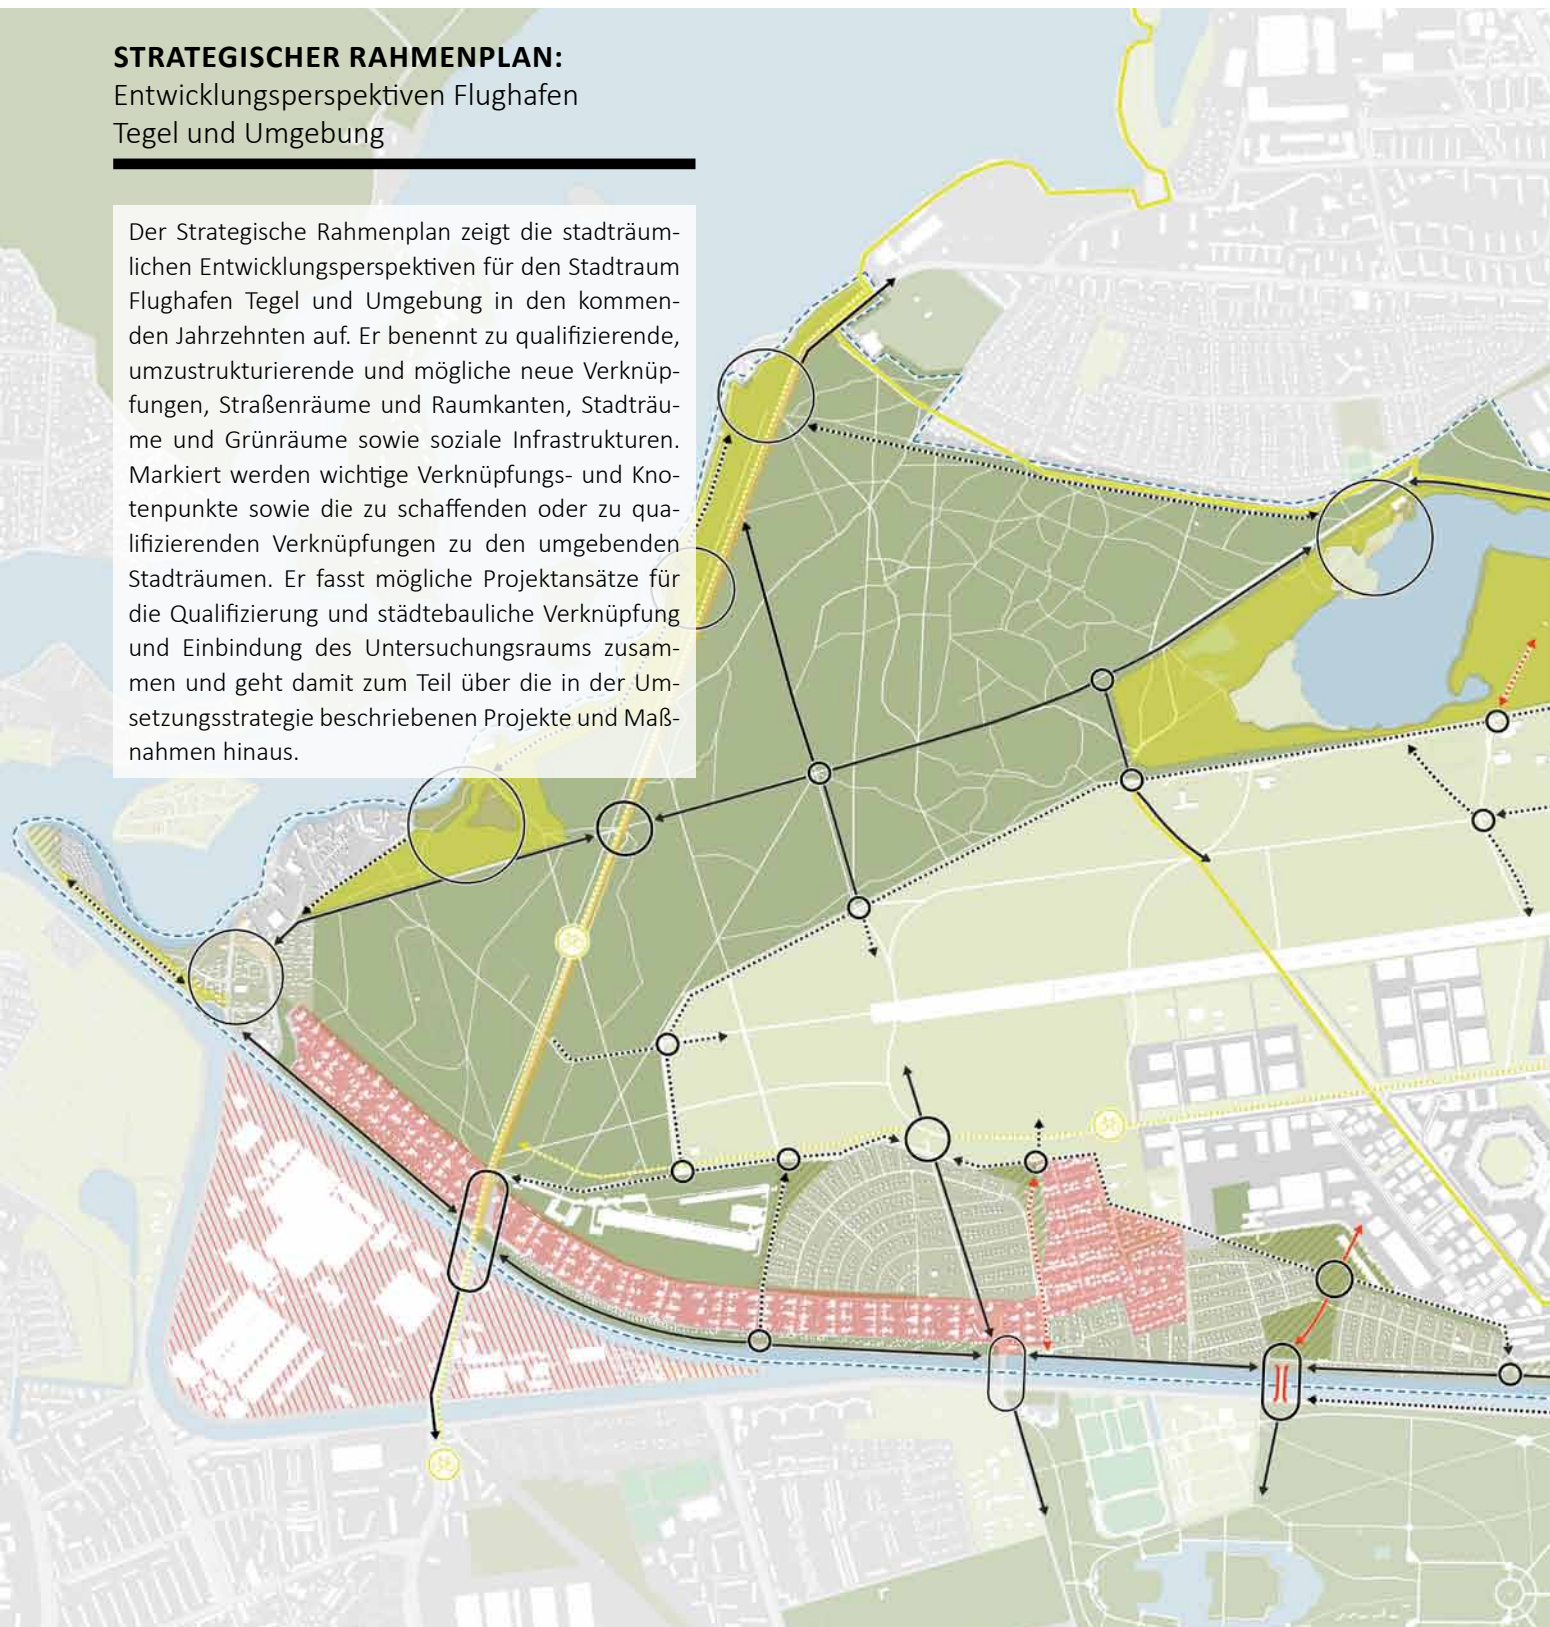 STRATEGISCHER RAHMENPLAN:
Entwicklungsperspektiven Flughafen
Tegel und Umgebung
Der Strategische Rahmenplan zeigt die stadträum-
lichen Entwicklungsperspektiven für den Stadtraum
Flughafen Tegel und Umgebung in den kommen-
den Jahrzehnten auf. Er benennt zu qualifizierende,
umzustrukturierende und mögliche neue Verknüp-
fungen, Straßenräume und Raumkanten, Stadträu-
me und Grünräume sowie soziale Infrastrukturen.
Markiert werden wichtige Verknüpfungs- und Kno-
tenpunkte sowie die zu schaffenden oder zu qua-
lifizierenden Verknüpfungen zu den umgebenden
Stadträumen. Er fasst mögliche Projektansätze für
die Qualifizierung und städtebauliche Verknüpfung
und Einbindung des Untersuchungsraums zusam-
men und geht damit zum Teil über die in der Um-
setzungsstrategie beschriebenen Projekte und Maß-
nahmen hinaus.